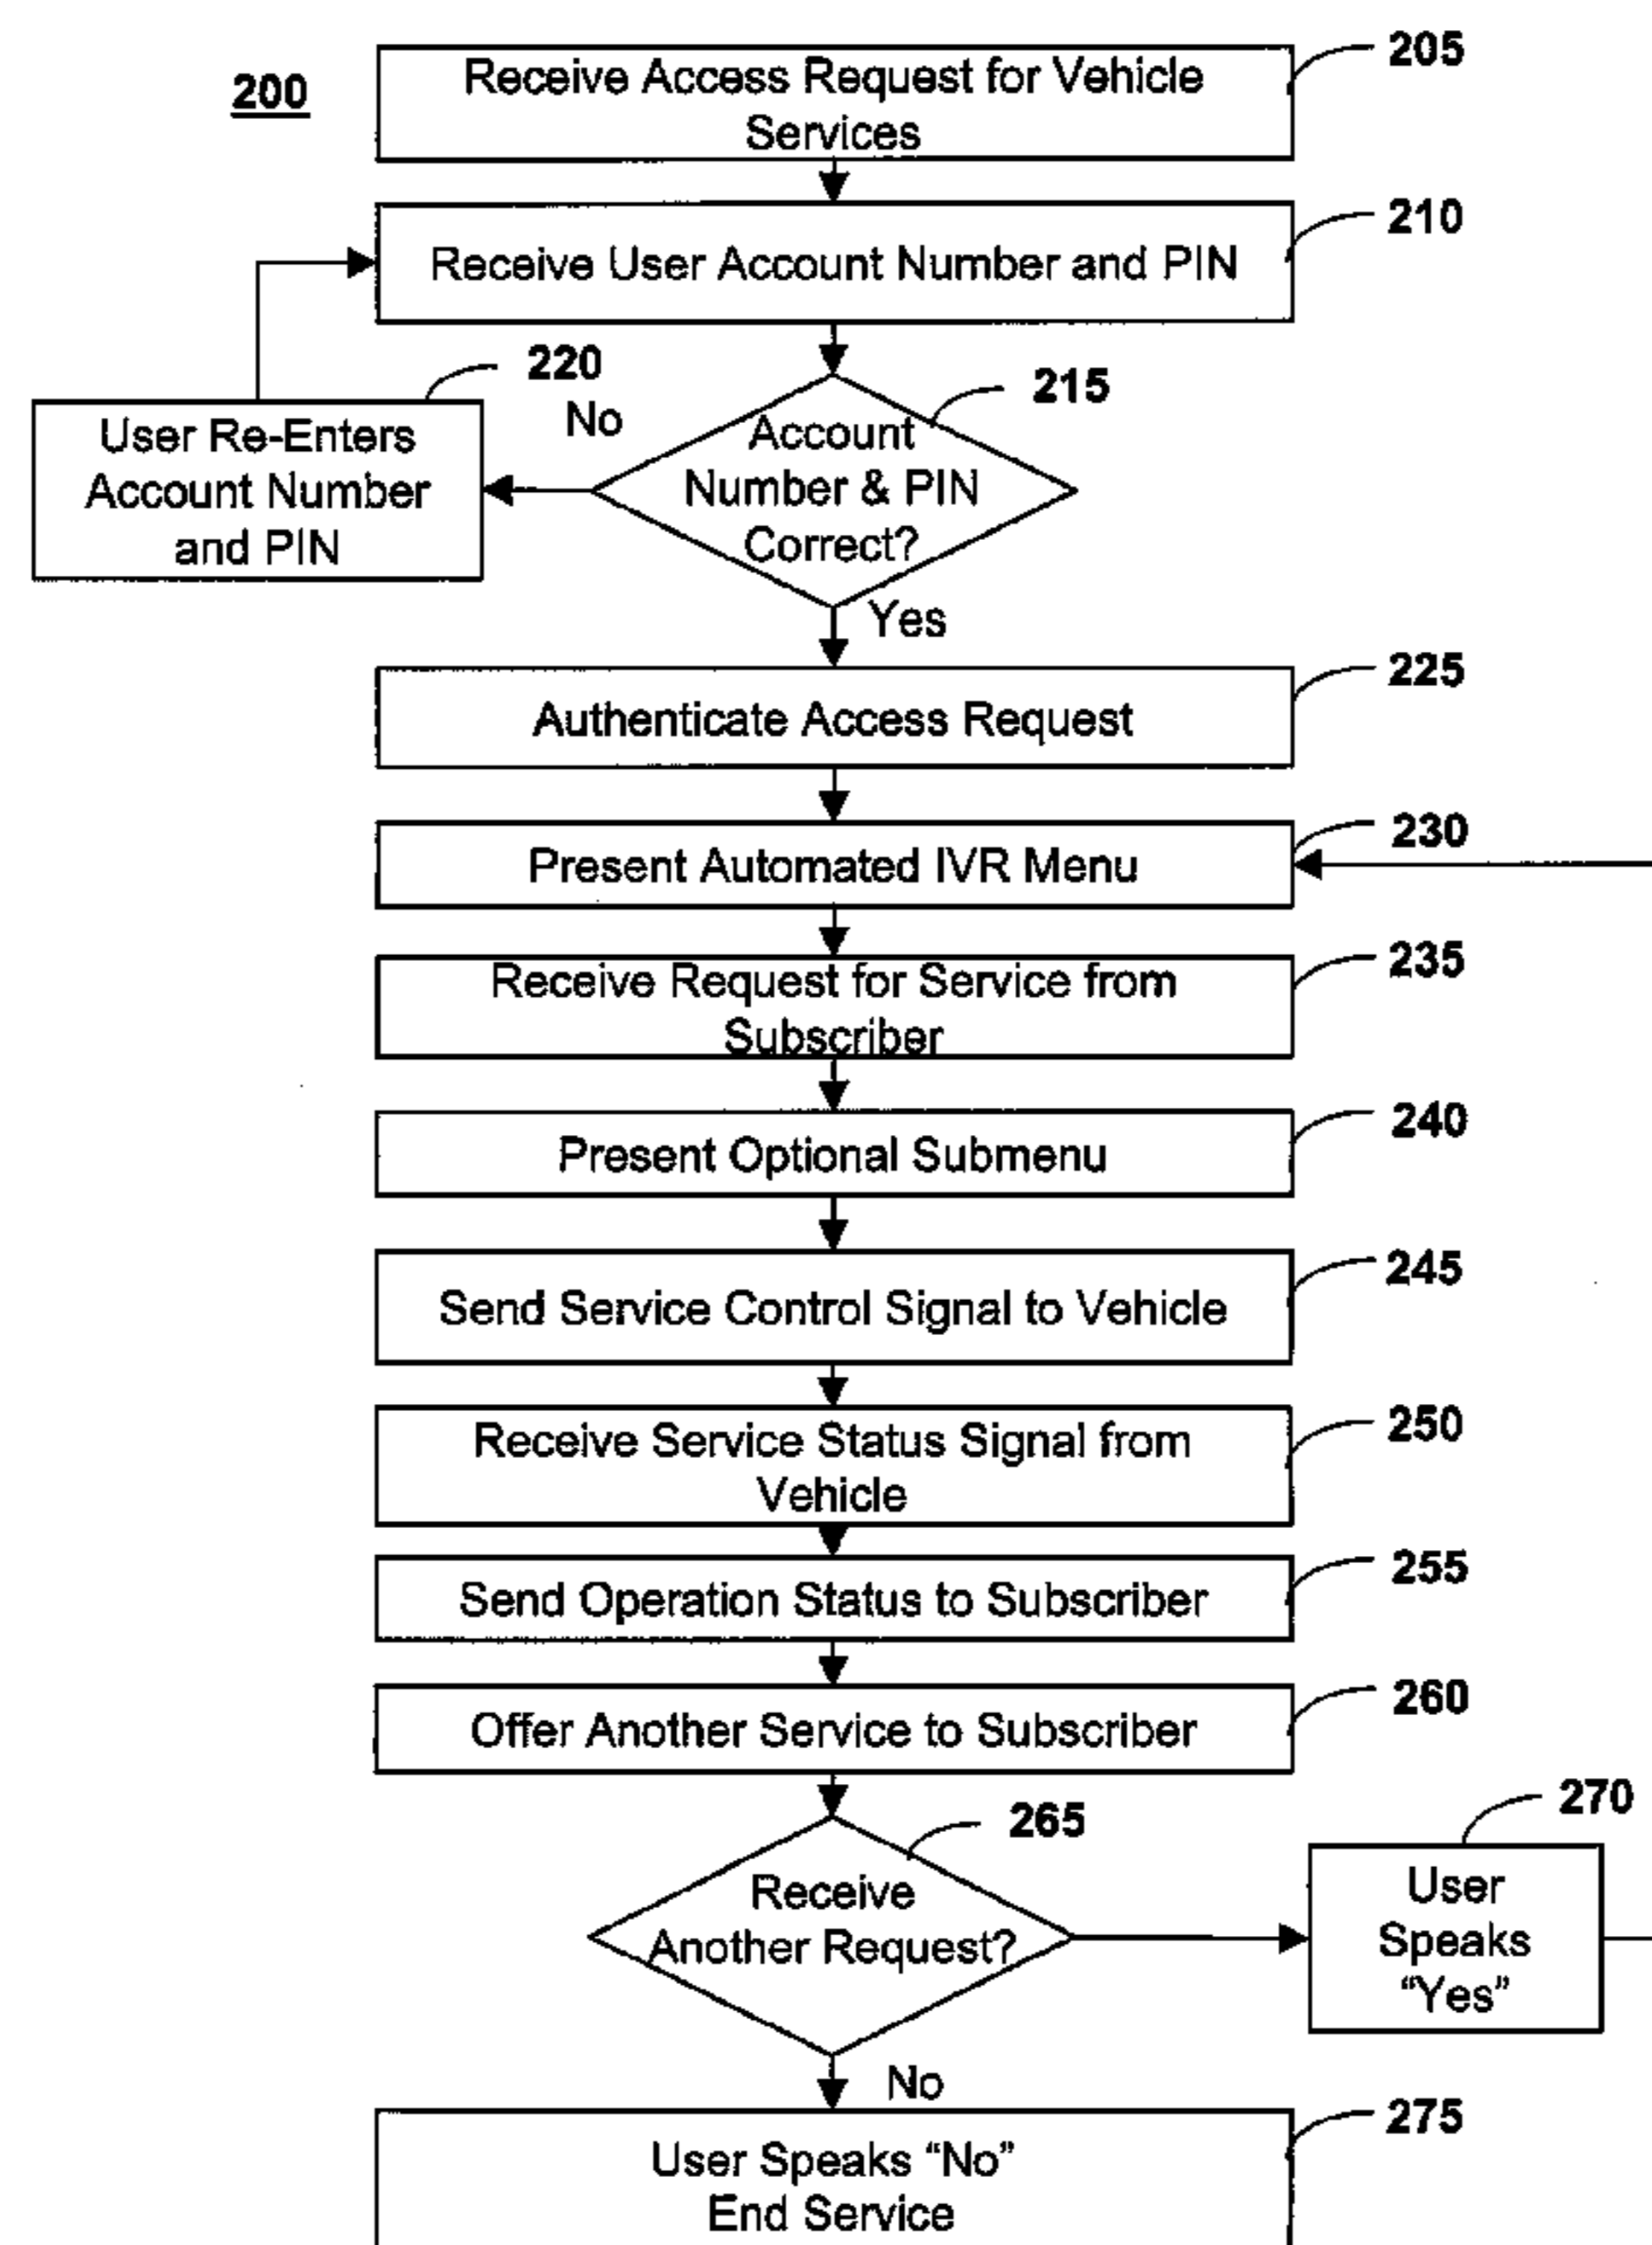 200
205
Receive Access Request for Vehicle
Services
210
Receive User Account Number and PIN
220
No
User Re-Enters
Account Number
and PIN
215
Account
Number & PIN
Correct?
Yes
225
Authenticate Access Request
230
Present Automated IVR Menu
235
Receive Request for Service from
Subscriber
240
Present Optional Submenu
245
Send Service Control Signal to Vehicle
250
Receive Service Status Signal from
Vehicle
255
Send Operation Status to Subscriber
260
Offer Another Service to Subscriber
265
Receive
Another Request?
270
User
Speaks
“Yes”
No
275
User Speaks “No”
End Service